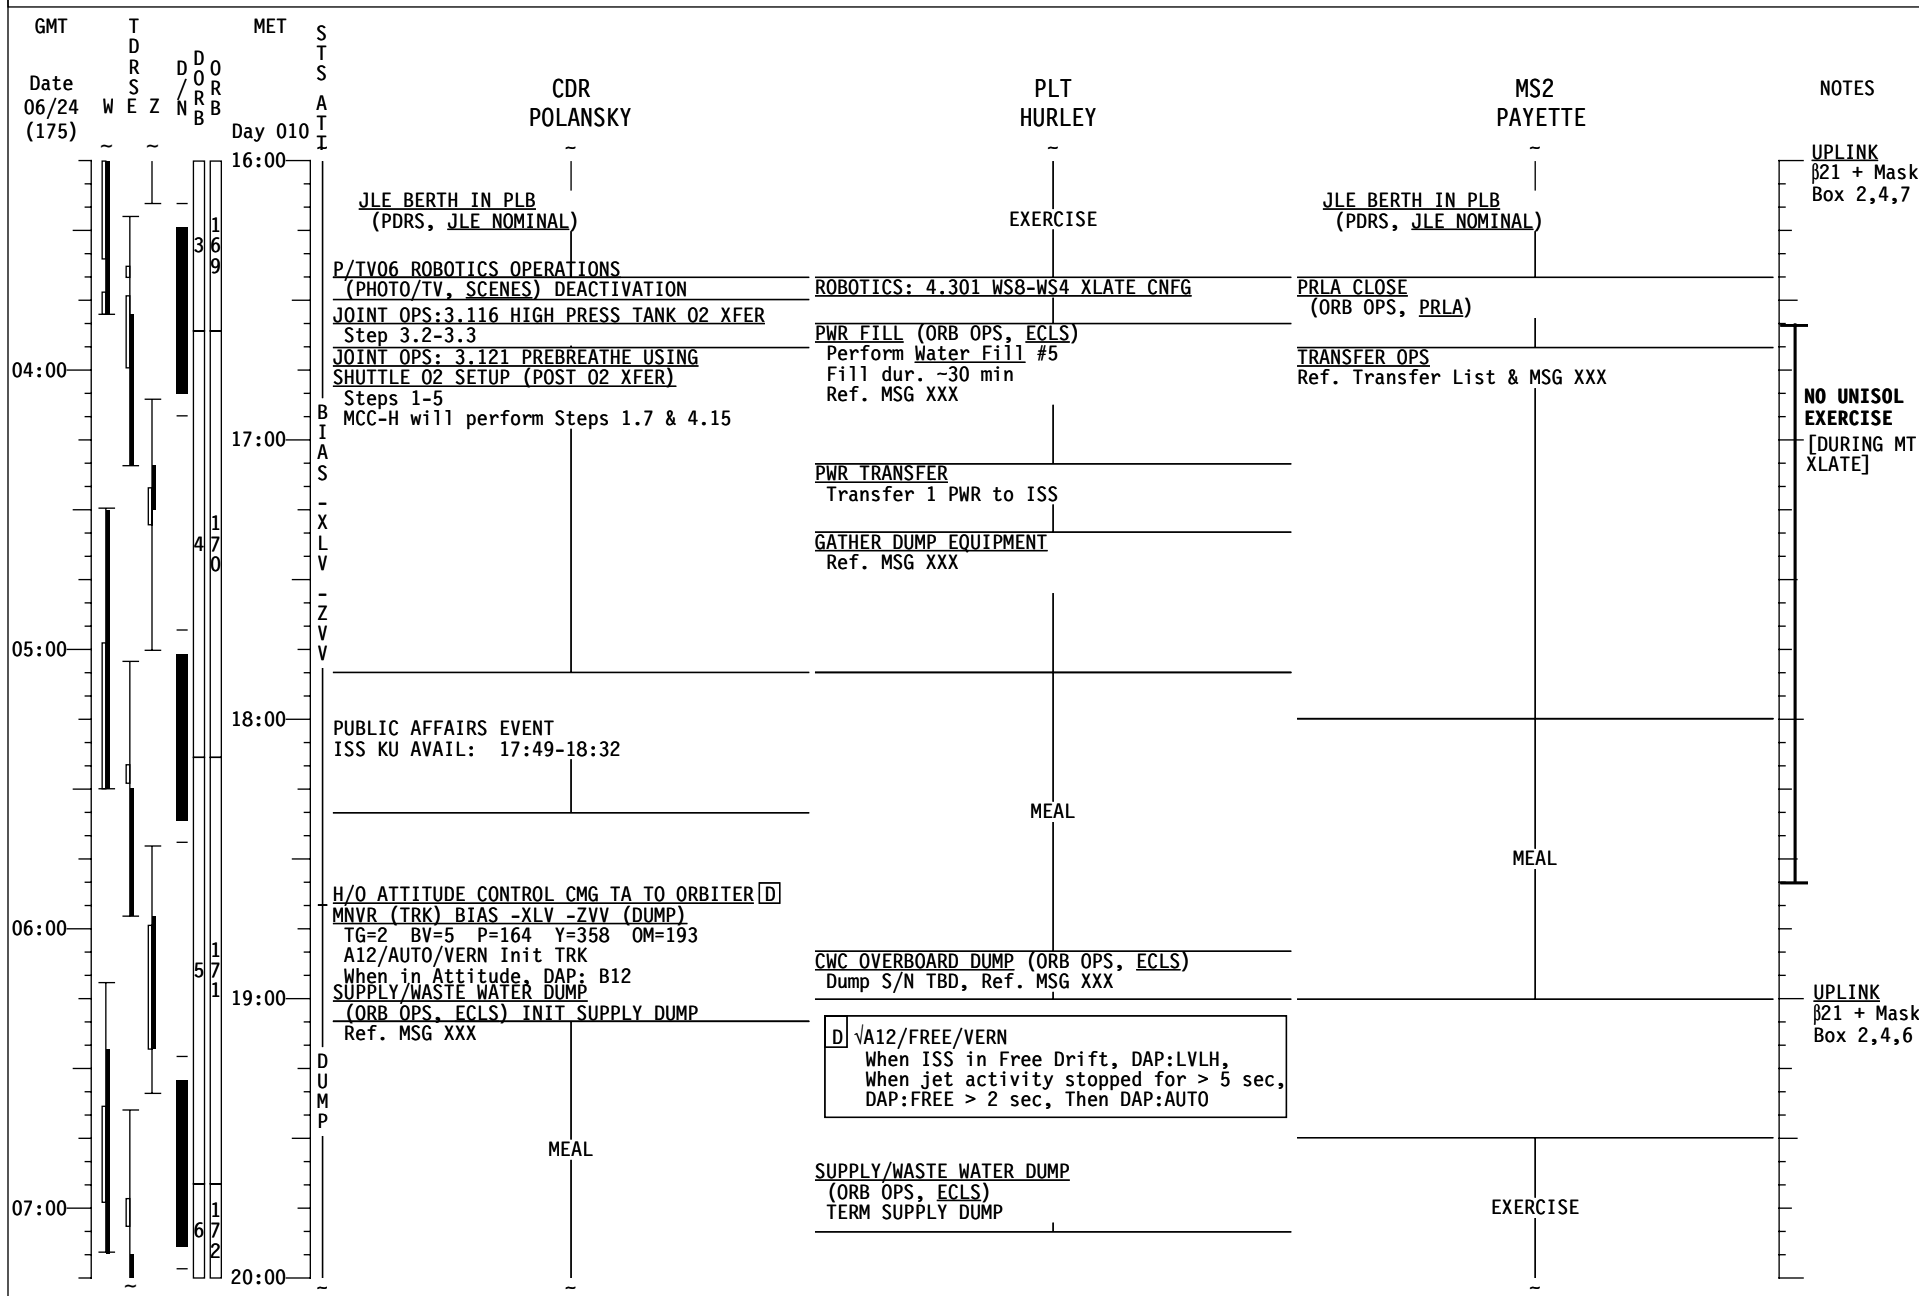 GMT
TDRS
MET
STS ATT
Date
06/24
(175)
W E Z
D/N
DORB
ORB
Day 010
CDR
POLANSKY
PLT
HURLEY
MS2
PAYETTE
NOTES
~ ~ ~ ~ ~
16:00
17:00
18:00
19:00
20:00
04:00
05:00
06:00
07:00
3
4
5
6
169
170
171
172
BIAS -XLV -ZVV
DUMP
JLE BERTH IN PLB
(PDRS, JLE NOMINAL)
P/TV06 ROBOTICS OPERATIONS
(PHOTO/TV, SCENES) DEACTIVATION
JOINT OPS:3.116 HIGH PRESS TANK O2 XFER
Step 3.2-3.3
JOINT OPS: 3.121 PREBREATHE USING
SHUTTLE O2 SETUP (POST O2 XFER)
Steps 1-5
MCC-H will perform Steps 1.7 & 4.15
PUBLIC AFFAIRS EVENT
ISS KU AVAIL: 17:49-18:32
H/O ATTITUDE CONTROL CMG TA TO ORBITER D
MNVR (TRK) BIAS -XLV -ZVV (DUMP)
TG=2 BV=5 P=164 Y=358 OM=193
A12/AUTO/VERN Init TRK
When in Attitude, DAP: B12
SUPPLY/WASTE WATER DUMP
(ORB OPS, ECLS) INIT SUPPLY DUMP
Ref. MSG XXX
MEAL
EXERCISE
ROBOTICS: 4.301 WS8-WS4 XLATE CNFG
PWR FILL (ORB OPS, ECLS)
Perform Water Fill #5
Fill dur. ~30 min
Ref. MSG XXX
PWR TRANSFER
Transfer 1 PWR to ISS
GATHER DUMP EQUIPMENT
Ref. MSG XXX
MEAL
CWC OVERBOARD DUMP (ORB OPS, ECLS)
Dump S/N TBD, Ref. MSG XXX
D √A12/FREE/VERN
When ISS in Free Drift, DAP:LVLH,
When jet activity stopped for > 5 sec,
DAP:FREE > 2 sec, Then DAP:AUTO
SUPPLY/WASTE WATER DUMP
(ORB OPS, ECLS)
TERM SUPPLY DUMP
JLE BERTH IN PLB
(PDRS, JLE NOMINAL)
PRLA CLOSE
(ORB OPS, PRLA)
TRANSFER OPS
Ref. Transfer List & MSG XXX
MEAL
EXERCISE
UPLINK
β21 + Mask
Box 2,4,7
NO UNISOL
EXERCISE
[DURING MT
XLATE]
UPLINK
β21 + Mask
Box 2,4,6
~ ~ ~ ~ ~